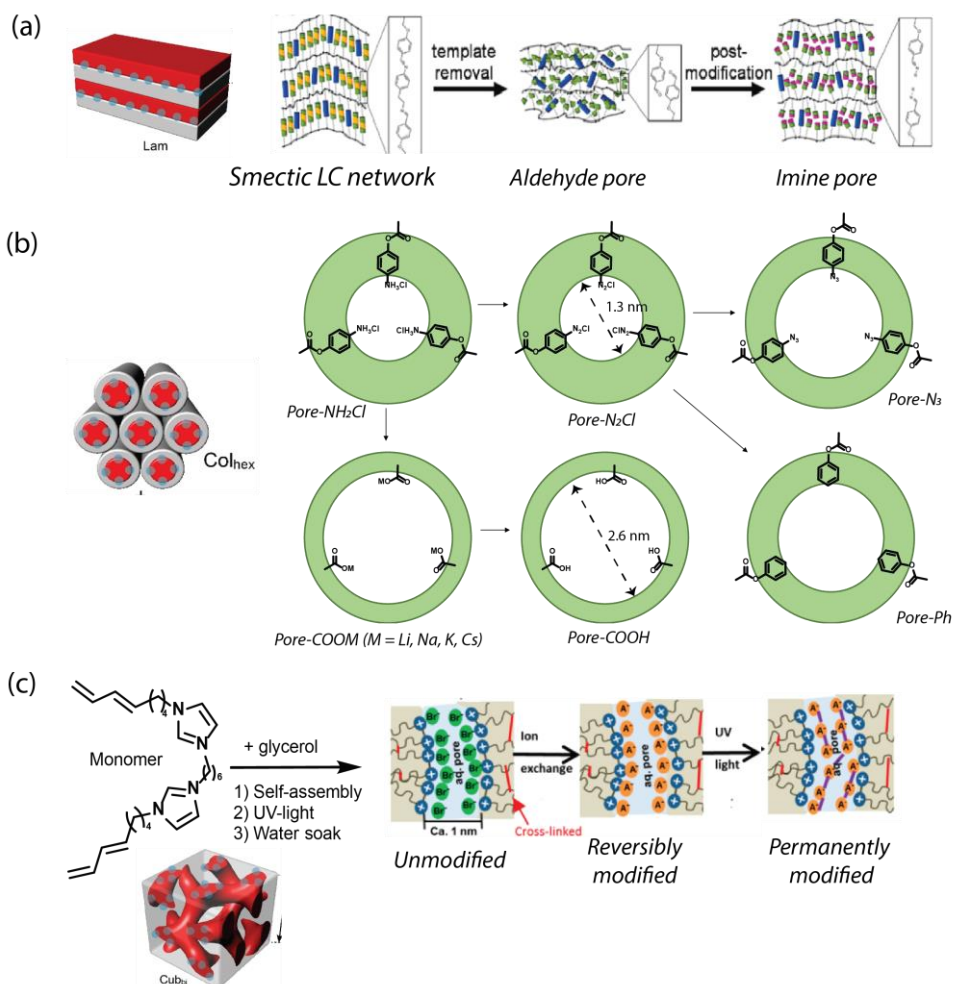 (a)
Lam
template
removal
post-
modification
Smectic LC network
Aldehyde pore
Imine pore
(b)
Colhex
NH3Cl
NH3Cl
ClH3N
Pore-NH2Cl
N2Cl
1.3 nm
N2Cl
ClN2
Pore-N2Cl
N3
N3
N3
Pore-N3
MO
O
O
OM
MO
O
Pore-COOM (M = Li, Na, K, Cs)
HO
O
2.6 nm
O
OH
HO
O
Pore-COOH
Pore-Ph
(c)
4
N
N
Monomer
6
N
4
N
+ glycerol
1) Self-assembly
2) UV-light
3) Water soak
Cubbi
Br-
aq. pore
Ca. 1 nm
Ion
exchange
Cross-linked
A-
aq. pore
UV
light
A-
aq. pore
Unmodified
Reversibly
modified
Permanently
modified